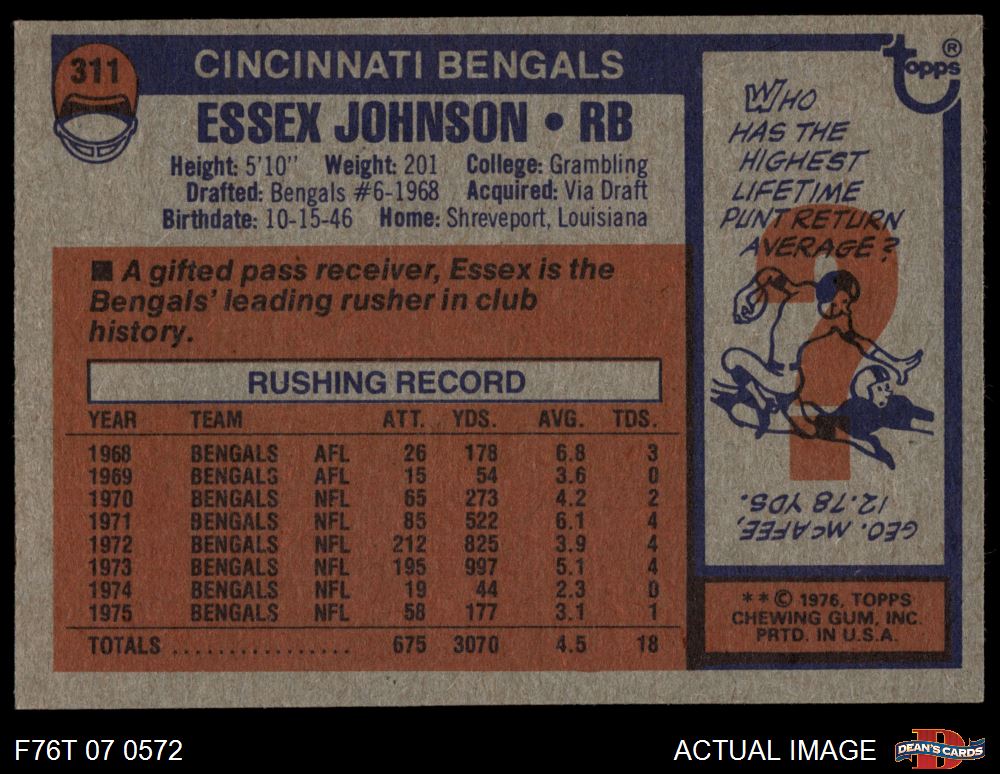 311
CINCINNATI BENGALS
ESSEX JOHNSON • RB
Height: 5'10" Weight: 201 College: Grambling
Drafted: Bengals #6-1968 Acquired: Via Draft
Birthdate: 10-15-46 Home: Shreveport, Louisiana
■ A gifted pass receiver, Essex is the
Bengals' leading rusher in club
history.
RUSHING RECORD
YEAR TEAM ATT. YDS. AVG. TDS.
1968 BENGALS AFL 26 178 6.8 3
1969 BENGALS AFL 15 54 3.6 0
1970 BENGALS NFL 65 273 4.2 2
1971 BENGALS NFL 85 522 6.1 4
1972 BENGALS NFL 212 825 3.9 4
1973 BENGALS NFL 195 997 5.1 4
1974 BENGALS NFL 19 44 2.3 0
1975 BENGALS NFL 58 177 3.1 1
TOTALS ................. 675 3070 4.5 18
topps ®
WHO
HAS THE
HIGHEST
LIFETIME
PUNT RETURN
AVERAGE?
GEO. McAFEE,
12.78 YDS.
** © 1976, TOPPS
CHEWING GUM, INC.
PRTD. IN U.S.A.
F76T 07 0572
ACTUAL IMAGE
D
DEAN'S CARDS